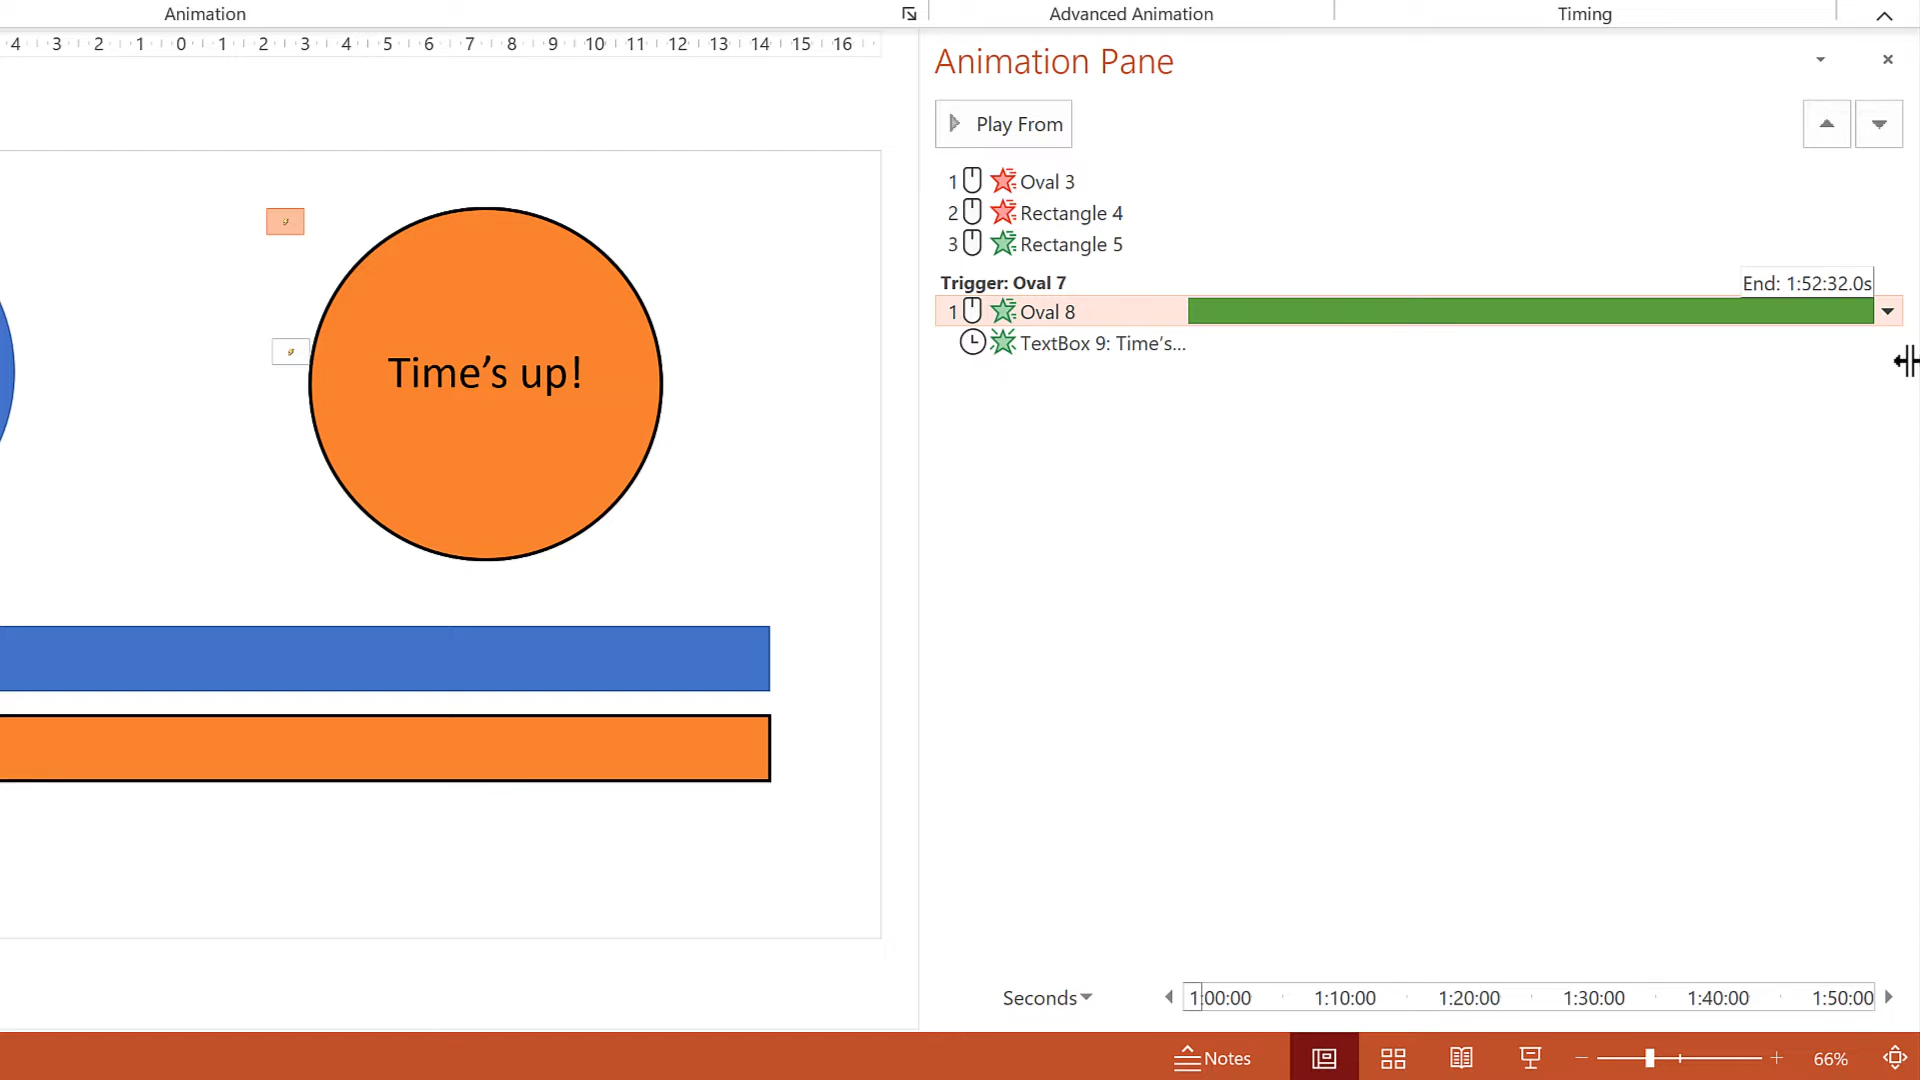 Animation
Advanced Animation
Timing
4 3 2 1 0 1 2 3 4 5 6 7 8 9 10 11 12 13 14 15 16
Animation Pane
Play From
1 Oval 3
2 Rectangle 4
3 Rectangle 5
Trigger: Oval 7
End: 1:52:32.0s
1 Oval 8
TextBox 9: Time's...
Time's up!
Seconds
1:00:00 1:10:00 1:20:00 1:30:00 1:40:00 1:50:00
Notes
66%